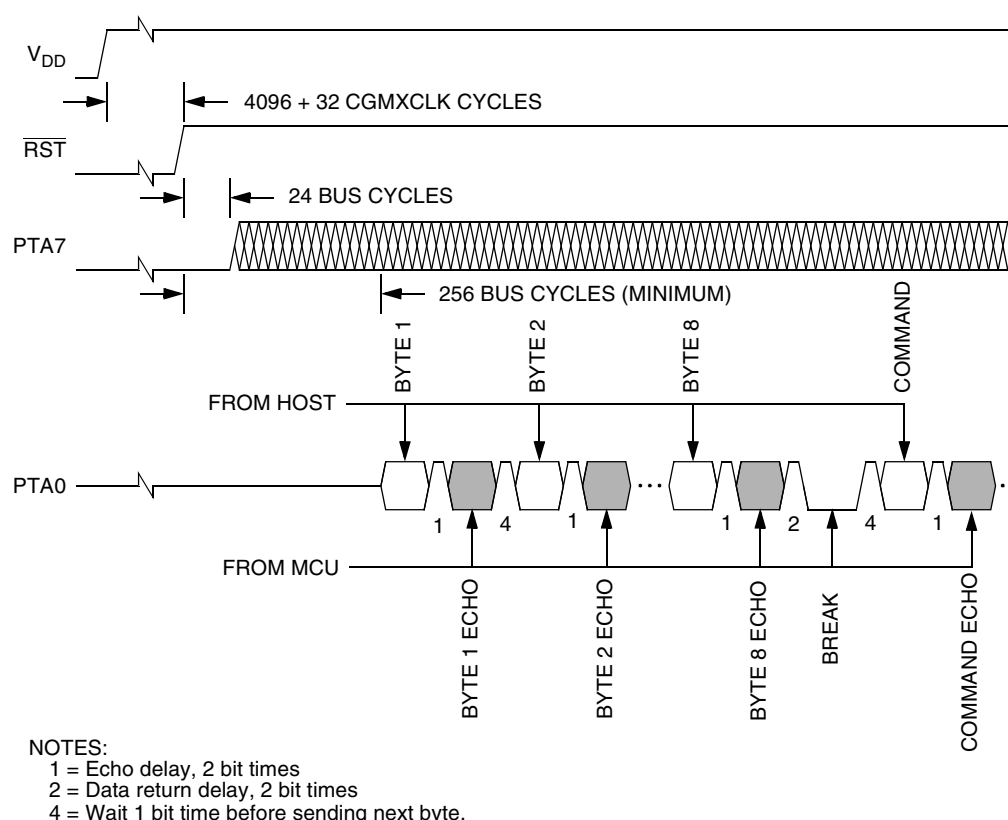 V_DD
4096 + 32 CGMXCLK CYCLES
RST
24 BUS CYCLES
PTA7
256 BUS CYCLES (MINIMUM)
BYTE 1
BYTE 2
BYTE 8
COMMAND
FROM HOST
PTA0
1
4
1
1
2
4
1
FROM MCU
BYTE 1 ECHO
BYTE 2 ECHO
BYTE 8 ECHO
BREAK
COMMAND ECHO
NOTES:
1 = Echo delay, 2 bit times
2 = Data return delay, 2 bit times
4 = Wait 1 bit time before sending next byte.